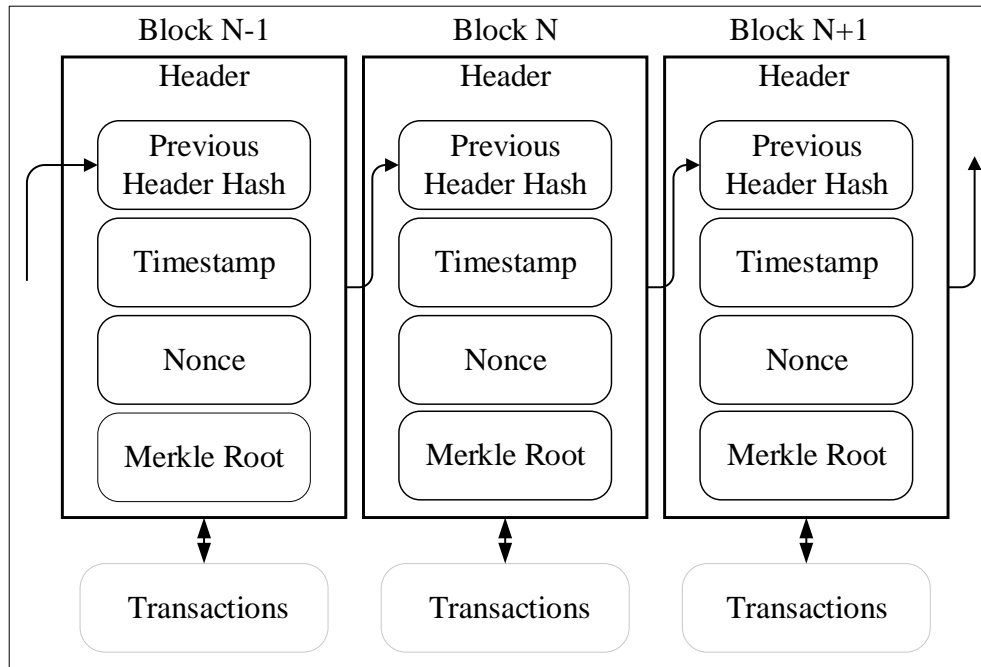 Block N-1
Header
Previous
Header Hash
Timestamp
Nonce
Merkle Root
Transactions
Block N
Header
Previous
Header Hash
Timestamp
Nonce
Merkle Root
Transactions
Block N+1
Header
Previous
Header Hash
Timestamp
Nonce
Merkle Root
Transactions